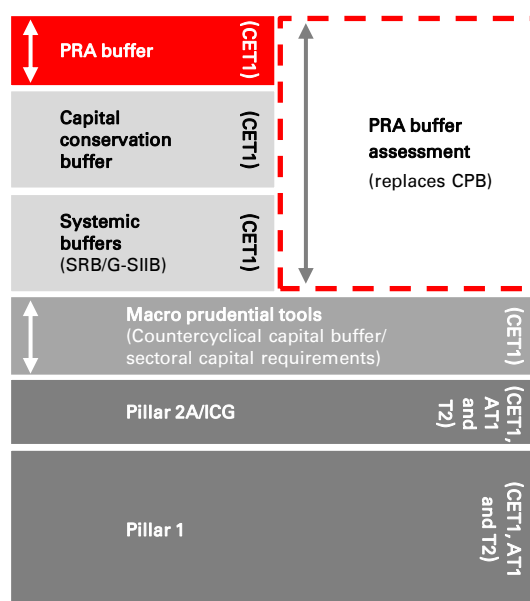 PRA buffer
(CET1)
Capital
conservation
buffer
(CET1)
PRA buffer
assessment
(replaces CPB)
Systemic
buffers
(SRB/G-SIIB)
(CET1)
Macro prudential tools
(Countercyclical capital buffer/
sectoral capital requirements)
(CET1)
Pillar 2A/ICG
(CET1,
AT1
and
T2)
Pillar 1
(CET1, AT1
and T2)